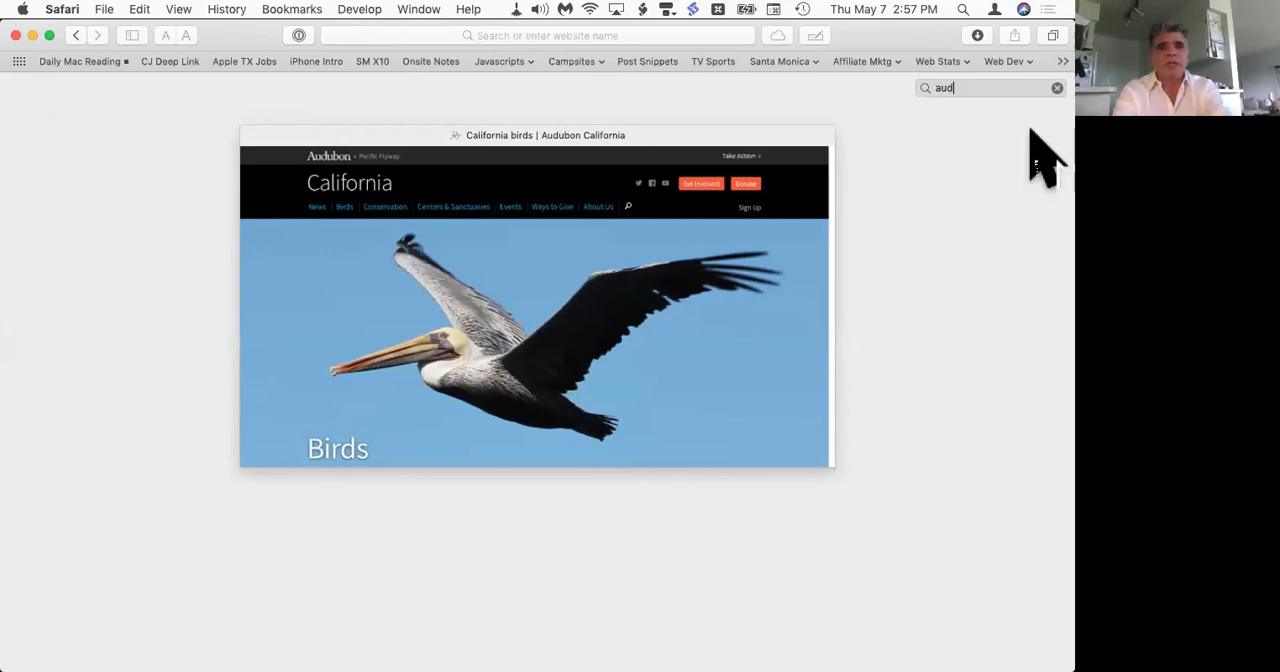 Safari File Edit View History Bookmarks Develop Window Help Thu May 7 2:57 PM
A A Search or enter website name
Daily Mac Reading CJ Deep Link Apple TX Jobs iPhone Intro SM X10 Onsite Notes Javascripts Campsites Post Snippets TV Sports Santa Monica Affiliate Mktg Web Stats Web Dev
aud
California birds | Audubon California
Audubon Pacific Flyway Take Action
California Get Involved Donate
News Birds Conservation Centers & Sanctuaries Events Ways to Give About Us Sign Up
Birds